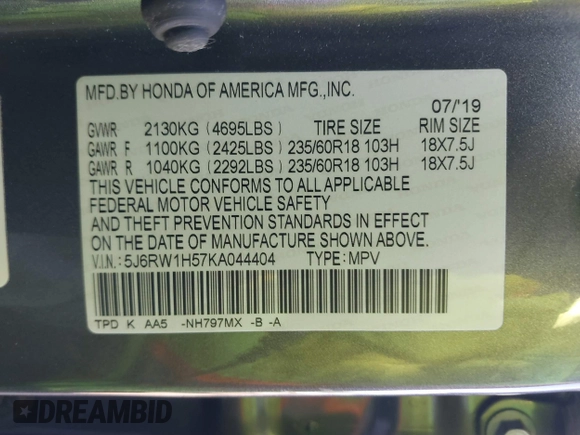 MFD.BY HONDA OF AMERICA MFG.,INC.
07/'19
GVWR 2130KG (4695LBS) TIRE SIZE RIM SIZE
GAWR F 1100KG (2425LBS) 235/60R18 103H 18X7.5J
GAWR R 1040KG (2292LBS) 235/60R18 103H 18X7.5J
THIS VEHICLE CONFORMS TO ALL APPLICABLE
FEDERAL MOTOR VEHICLE SAFETY
AND THEFT PREVENTION STANDARDS IN EFFECT
ON THE DATE OF MANUFACTURE SHOWN ABOVE.
V.I.N.: 5J6RW1H57KA044404 TYPE: MPV
TPD K AA5 -NH797MX -B -A
DREAMBID